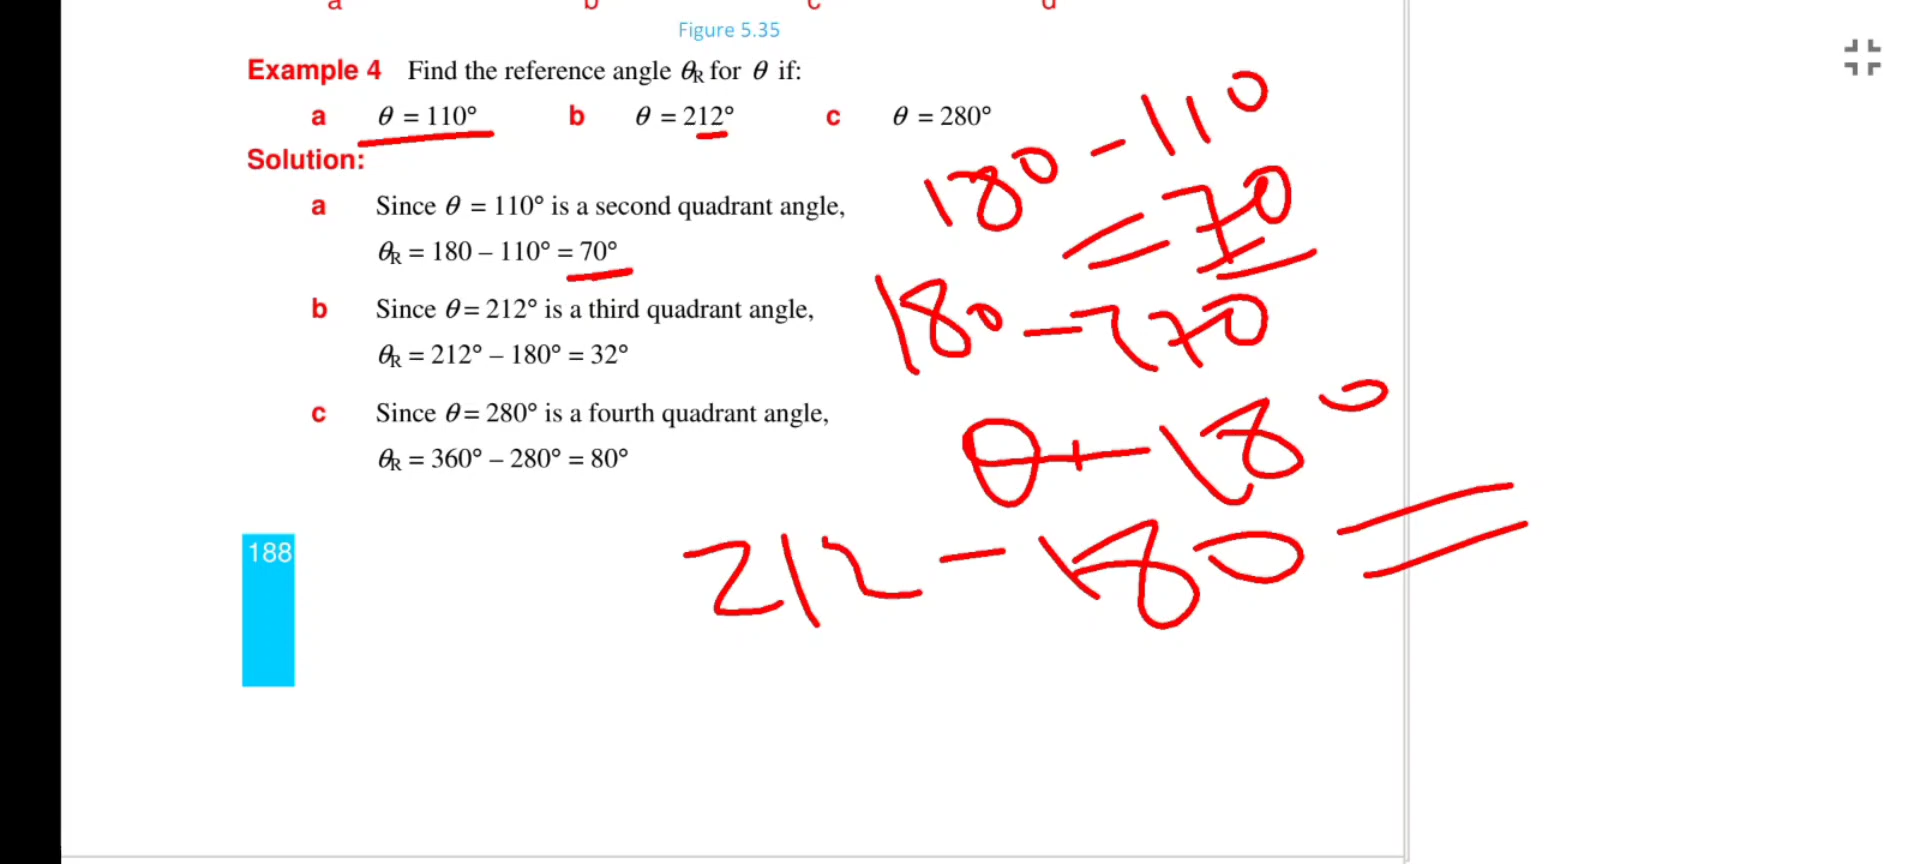 a b c d
Figure 5.35
Example 4 Find the reference angle θR for θ if:
a θ = 110° b θ = 212° c θ = 280°
Solution:
a Since θ = 110° is a second quadrant angle,
θR = 180 – 110° = 70°
b Since θ = 212° is a third quadrant angle,
θR = 212° – 180° = 32°
c Since θ = 280° is a fourth quadrant angle,
θR = 360° – 280° = 80°
188
180 - 110
= 70
180 - 270
θ - 180
212 - 180 =